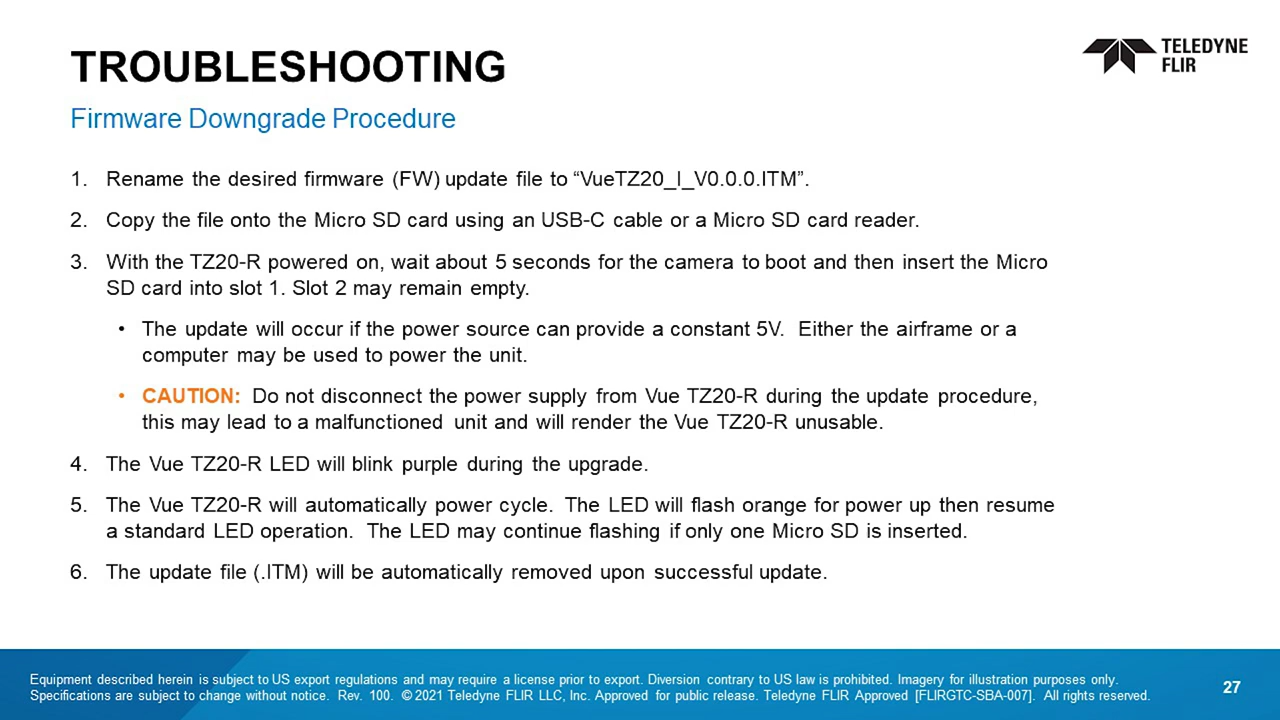 TROUBLESHOOTING
TELEDYNE
FLIR
Firmware Downgrade Procedure
1. Rename the desired firmware (FW) update file to “VueTZ20_I_V0.0.0.ITM”.
2. Copy the file onto the Micro SD card using an USB-C cable or a Micro SD card reader.
3. With the TZ20-R powered on, wait about 5 seconds for the camera to boot and then insert the Micro
SD card into slot 1. Slot 2 may remain empty.
• The update will occur if the power source can provide a constant 5V. Either the airframe or a
computer may be used to power the unit.
• CAUTION: Do not disconnect the power supply from Vue TZ20-R during the update procedure,
this may lead to a malfunctioned unit and will render the Vue TZ20-R unusable.
4. The Vue TZ20-R LED will blink purple during the upgrade.
5. The Vue TZ20-R will automatically power cycle. The LED will flash orange for power up then resume
a standard LED operation. The LED may continue flashing if only one Micro SD is inserted.
6. The update file (.ITM) will be automatically removed upon successful update.
Equipment described herein is subject to US export regulations and may require a license prior to export. Diversion contrary to US law is prohibited. Imagery for illustration purposes only.
Specifications are subject to change without notice. Rev. 100. ©2021 Teledyne FLIR LLC, Inc. Approved for public release. Teledyne FLIR Approved [FLIRGTC-SBA-007]. All rights reserved.
27